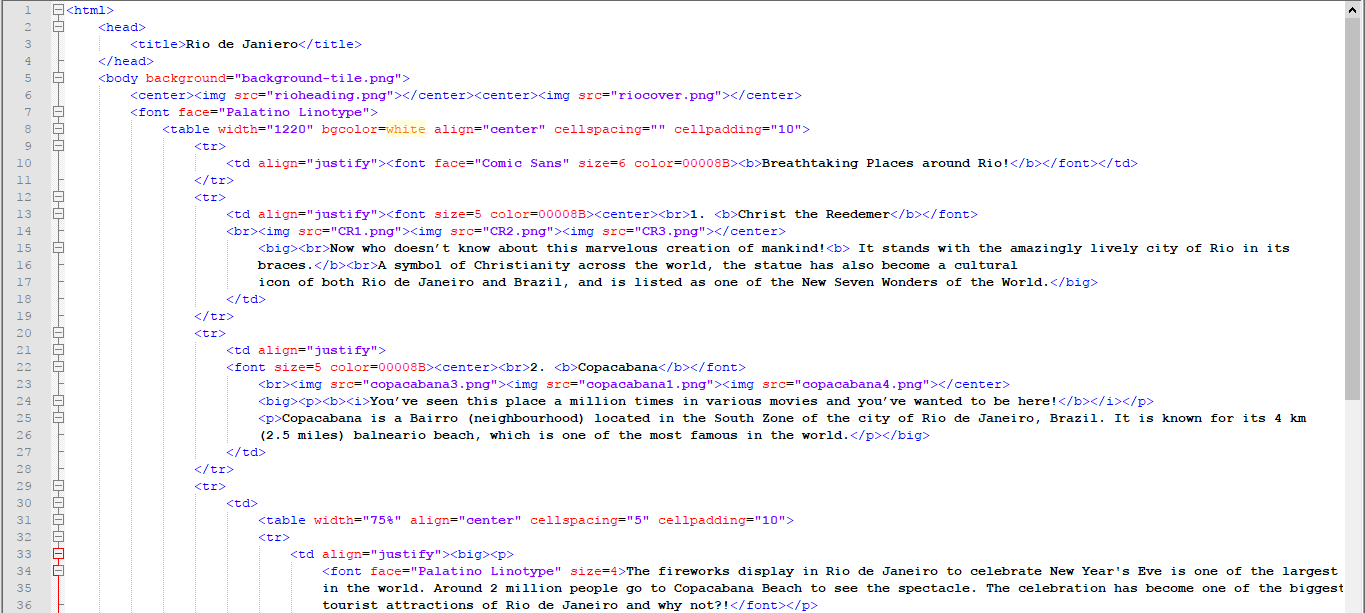 1 <html>
2 <head>
3 <title>Rio de Janiero</title>
4 </head>
5 <body background="background-tile.png">
6 <center><img src="rioheading.png"></center><center><img src="riocover.png"></center>
7 <font face="Palatino Linotype">
8 <table width="1220" bgcolor=white align="center" cellspacing="" cellpadding="10">
9 <tr>
10 <td align="justify"><font face="Comic Sans" size=6 color=00008B><b>Breathtaking Places around Rio!</b></font></td>
11 </tr>
12 <tr>
13 <td align="justify"><font size=5 color=00008B><center><br>1. <b>Christ the Reedemer</b></font>
14 <br><img src="CR1.png"><img src="CR2.png"><img src="CR3.png"></center>
15 <big><br>Now who doesn’t know about this marvelous creation of mankind!<b> It stands with the amazingly lively city of Rio in its
16 braces.</b><br>A symbol of Christianity across the world, the statue has also become a cultural
17 icon of both Rio de Janeiro and Brazil, and is listed as one of the New Seven Wonders of the World.</big>
18 </td>
19 </tr>
20 <tr>
21 <td align="justify">
22 <font size=5 color=00008B><center><br>2. <b>Copacabana</b></font>
23 <br><img src="copacabana3.png"><img src="copacabana1.png"><img src="copacabana4.png"></center>
24 <big><p><b><i>You’ve seen this place a million times in various movies and you’ve wanted to be here!</b></i></p>
25 <p>Copacabana is a Bairro (neighbourhood) located in the South Zone of the city of Rio de Janeiro, Brazil. It is known for its 4 km
26 (2.5 miles) balneario beach, which is one of the most famous in the world.</p></big>
27 </td>
28 </tr>
29 <tr>
30 <td>
31 <table width="75%" align="center" cellspacing="5" cellpadding="10">
32 <tr>
33 <td align="justify"><big><p>
34 <font face="Palatino Linotype" size=4>The fireworks display in Rio de Janeiro to celebrate New Year's Eve is one of the largest
35 in the world. Around 2 million people go to Copacabana Beach to see the spectacle. The celebration has become one of the biggest
36 tourist attractions of Rio de Janeiro and why not?!</font></p>